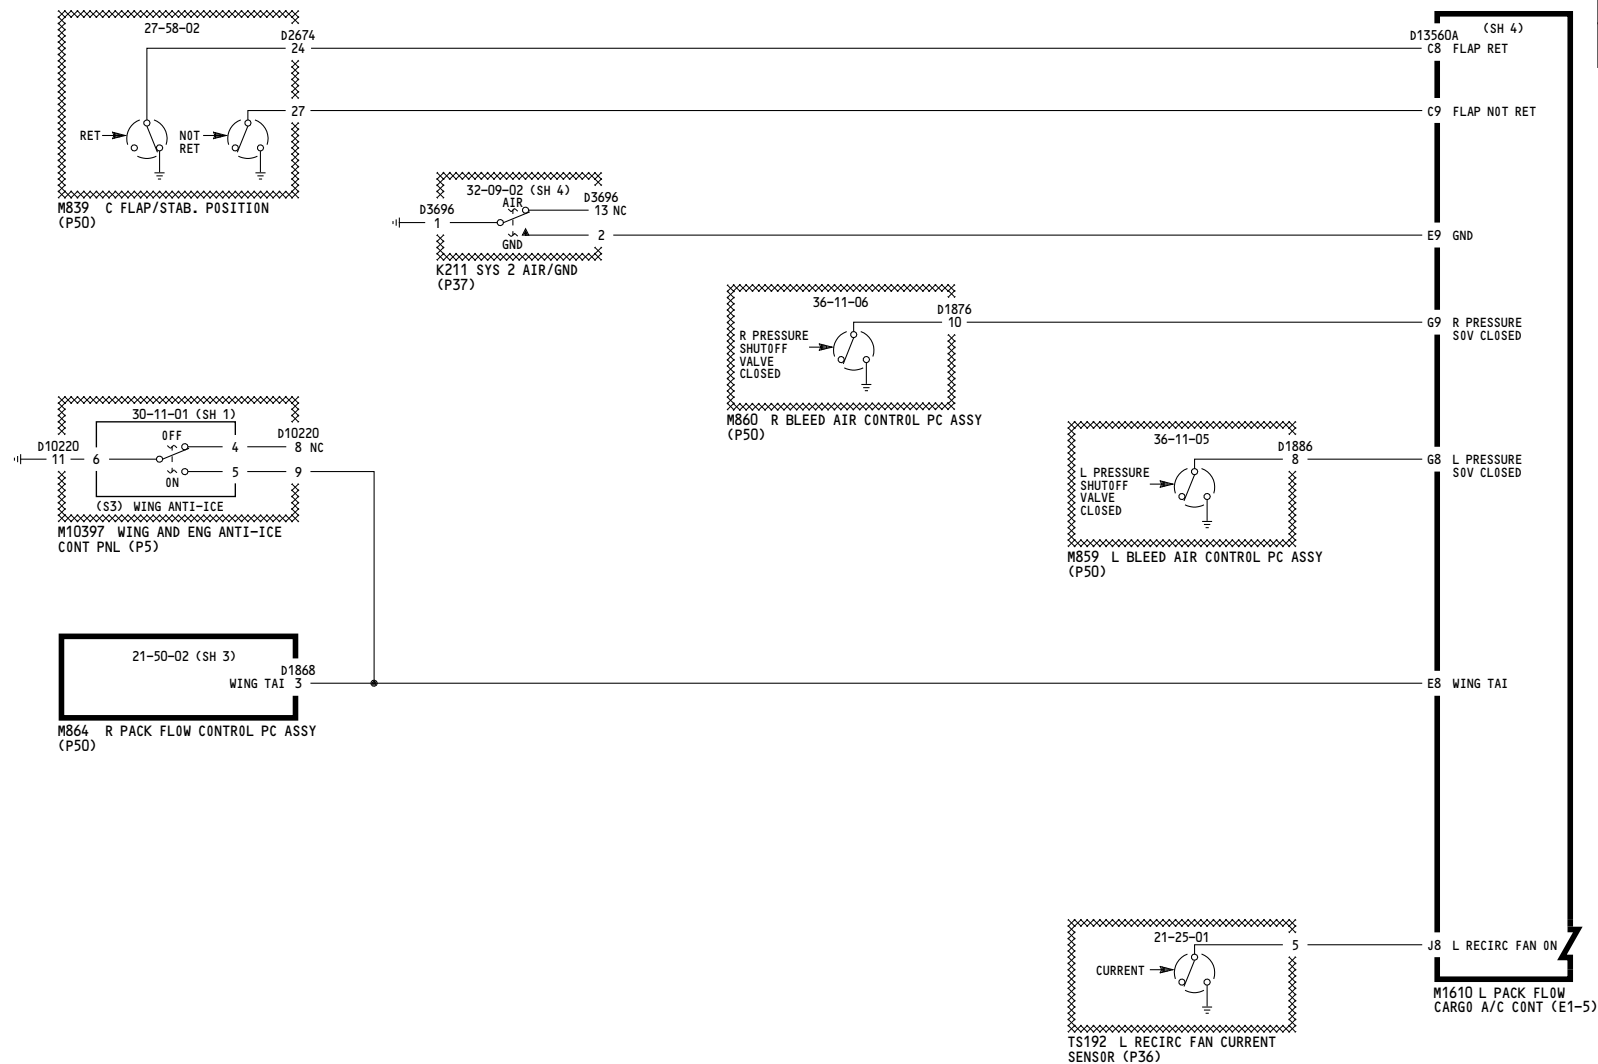 27-58-02
D2674
24
27
RET
NOT
RET
M839 C FLAP/STAB. POSITION
(P50)
D13560A
(SH 4)
C8 FLAP RET
C9 FLAP NOT RET
32-09-02 (SH 4)
D3696
1
AIR
GND
D3696
13 NC
2
K211 SYS 2 AIR/GND
(P37)
E9 GND
36-11-06
D1876
10
R PRESSURE
SHUTOFF
VALVE
CLOSED
M860 R BLEED AIR CONTROL PC ASSY
(P50)
G9 R PRESSURE
SOV CLOSED
30-11-01 (SH 1)
D10220
11
6
OFF
ON
4
5
D10220
8 NC
9
(S3) WING ANTI-ICE
M10397 WING AND ENG ANTI-ICE
CONT PNL (P5)
36-11-05
D1886
8
L PRESSURE
SHUTOFF
VALVE
CLOSED
M859 L BLEED AIR CONTROL PC ASSY
(P50)
G8 L PRESSURE
SOV CLOSED
21-50-02 (SH 3)
D1868
WING TAI 3
M864 R PACK FLOW CONTROL PC ASSY
(P50)
E8 WING TAI
21-25-01
5
CURRENT
TS192 L RECIRC FAN CURRENT
SENSOR (P36)
J8 L RECIRC FAN ON
M1610 L PACK FLOW
CARGO A/C CONT (E1-5)